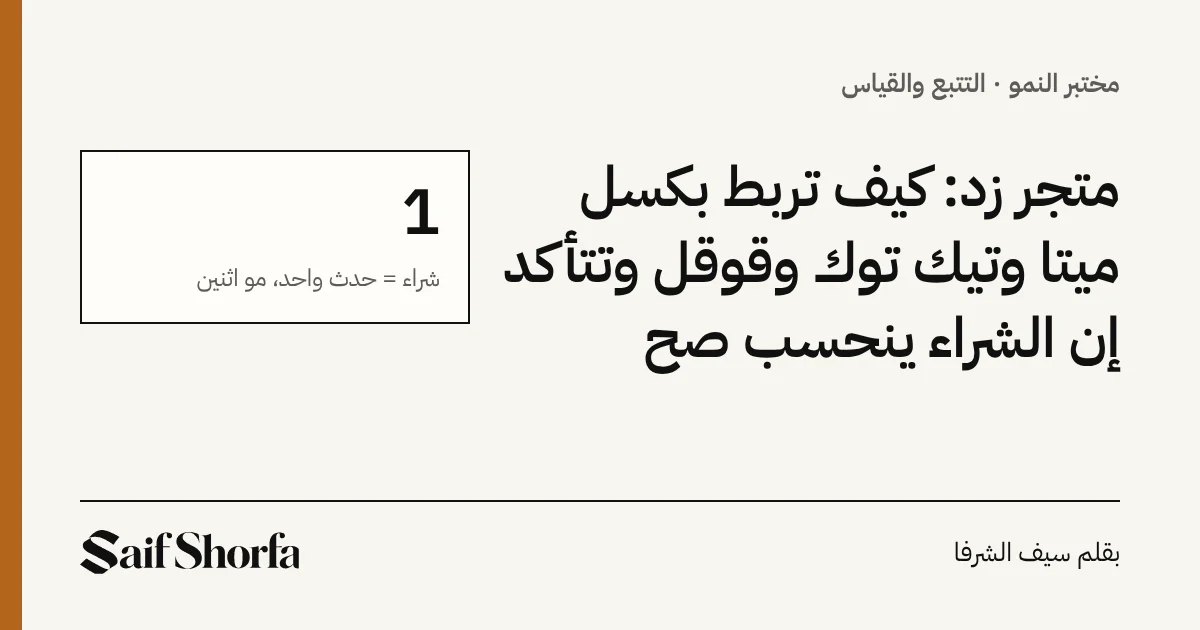 مختبر النمو · التتبع والقياس
متجر زد: كيف تربط بكسل
ميتا وتيك توك وقوقل وتتأكد
إن الشراء ينحسب صح
1
شراء = حدث واحد، مو اثنين
بقلم سيف الشرفا
Saif Shorfa